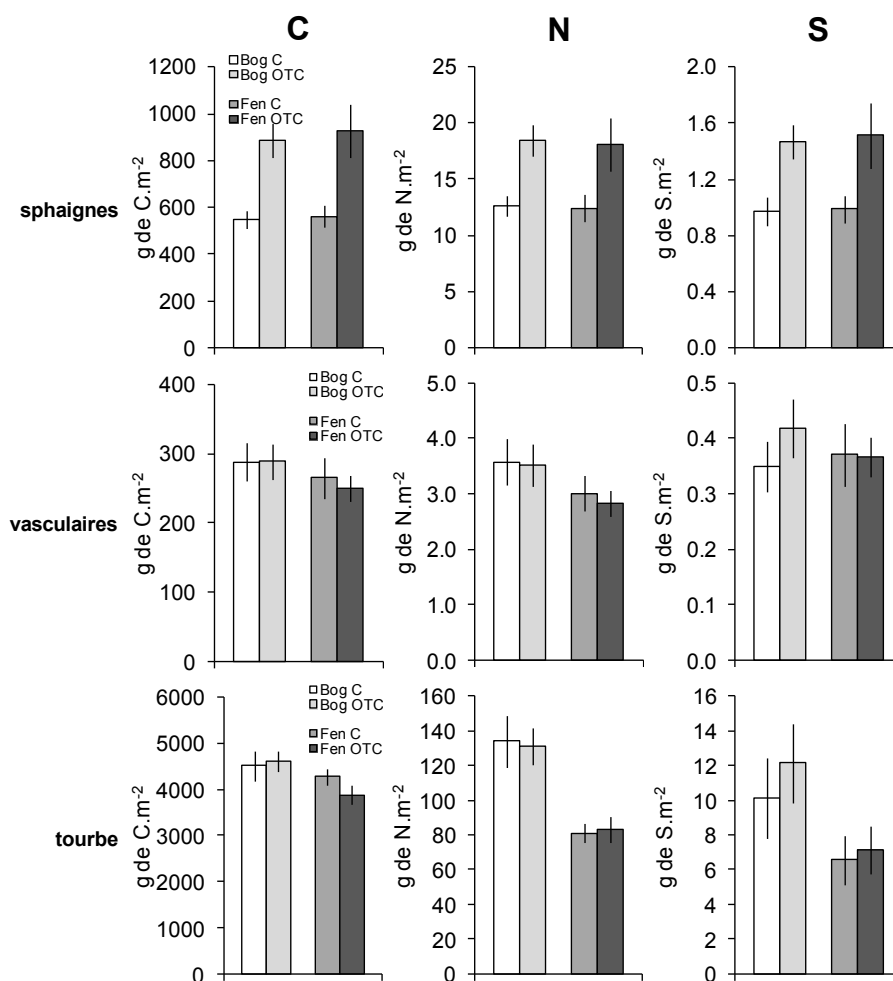 C N S
Bog C
Bog OTC
Fen C
Fen OTC
sphaignes
g de C.m-2
1200
1000
800
600
400
200
0
g de N.m-2
25
20
15
10
5
0
g de S.m-2
2.0
1.6
1.2
0.8
0.4
0.0
Bog C
Bog OTC
Fen C
Fen OTC
vasculaires
g de C.m-2
400
300
200
100
0
g de N.m-2
5.0
4.0
3.0
2.0
1.0
0.0
g de S.m-2
0.5
0.4
0.3
0.2
0.1
0.0
Bog C
Bog OTC
Fen C
Fen OTC
tourbe
g de C.m-2
6000
5000
4000
3000
2000
1000
0
g de N.m-2
160
140
120
100
80
60
40
20
0
g de S.m-2
16
14
12
10
8
6
4
2
0